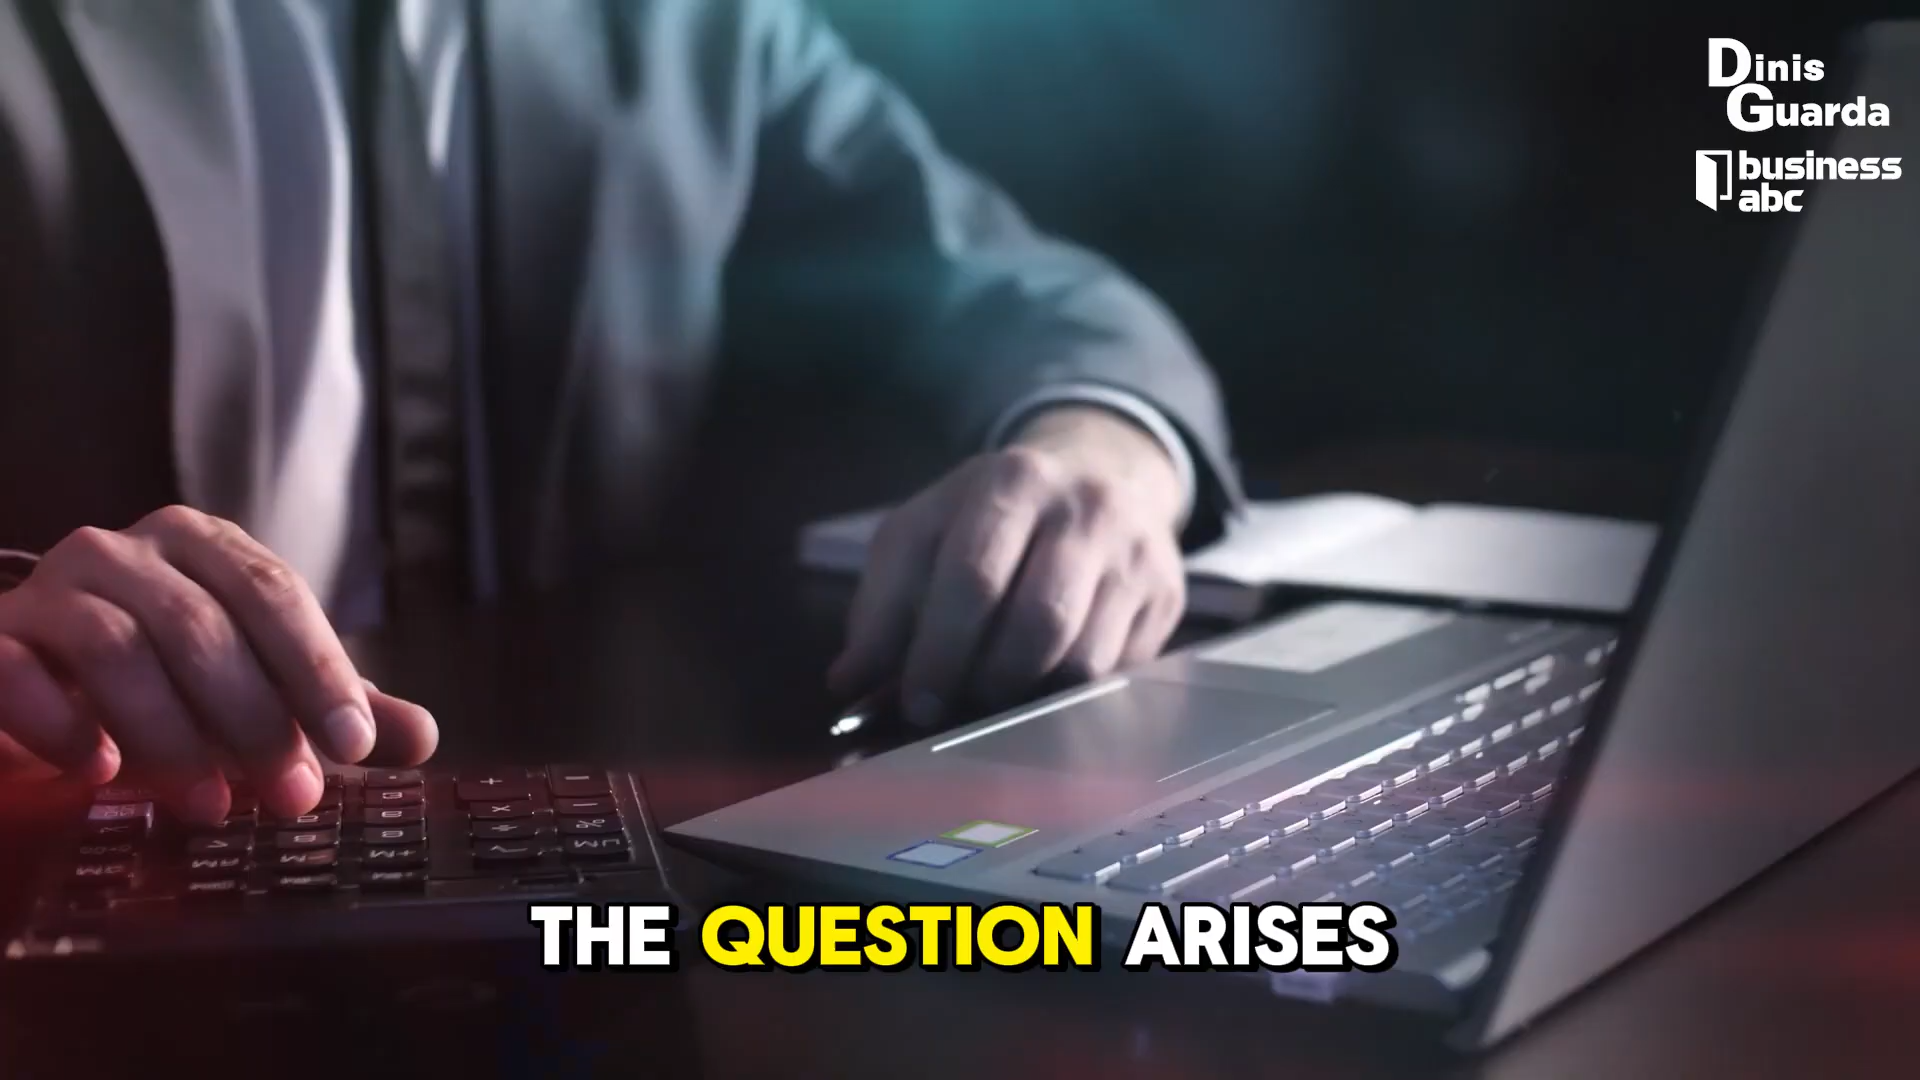 Dinis
Guarda
business
abc
THE QUESTION ARISES